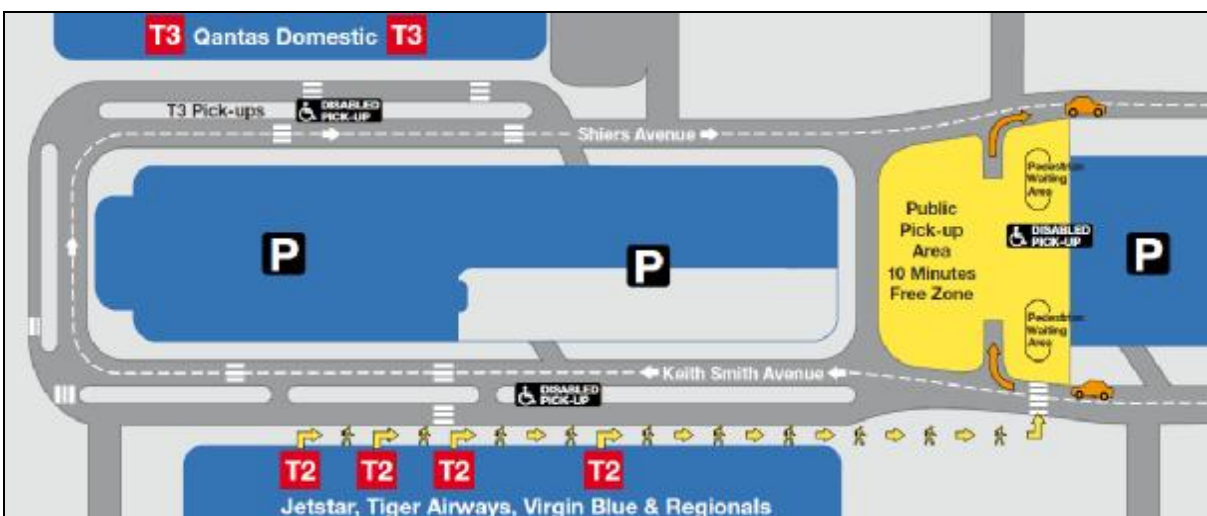 T3 Qantas Domestic T3
T3 Pick-ups
DISABLED
PICK-UP
Shiers Avenue
Pedestrian
Waiting
Area
Public
Pick-up
Area
10 Minutes
Free Zone
DISABLED
PICK-UP
P
P
P
Pedestrian
Waiting
Area
Keith Smith Avenue
DISABLED
PICK-UP
T2 T2 T2 T2
Jetstar, Tiger Airways, Virgin Blue & Regionals